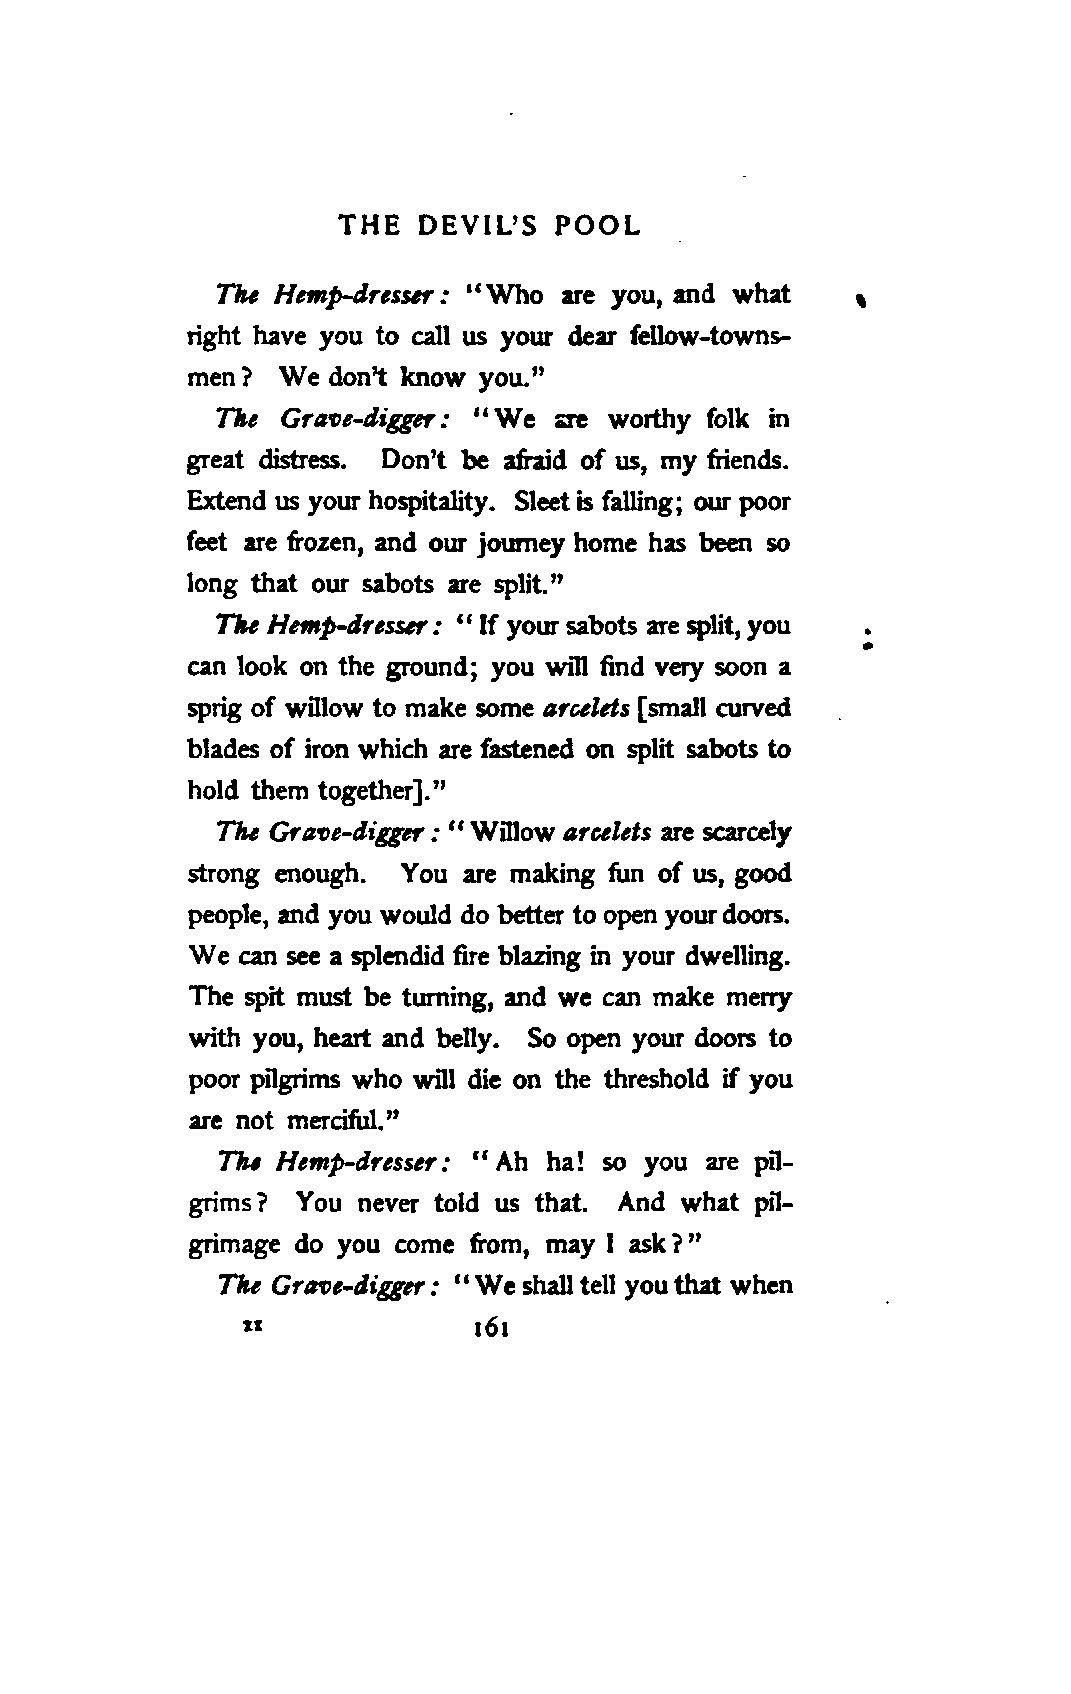 THE DEVIL'S POOL
The Hemp-dresser: "Who are you, and what
right have you to call us your dear fellow-towns-
men? We don't know you."
The Grave-digger: "We are worthy folk in
great distress. Don't be afraid of us, my friends.
Extend us your hospitality. Sleet is falling; our poor
feet are frozen, and our journey home has been so
long that our sabots are split."
The Hemp-dresser: "If your sabots are split, you
can look on the ground; you will find very soon a
sprig of willow to make some arcelets [small curved
blades of iron which are fastened on split sabots to
hold them together]."
The Grave-digger: "Willow arcelets are scarcely
strong enough. You are making fun of us, good
people, and you would do better to open your doors.
We can see a splendid fire blazing in your dwelling.
The spit must be turning, and we can make merry
with you, heart and belly. So open your doors to
poor pilgrims who will die on the threshold if you
are not merciful."
The Hemp-dresser: "Ah ha! so you are pil-
grims? You never told us that. And what pil-
grimage do you come from, may I ask?"
The Grave-digger: "We shall tell you that when
11 161